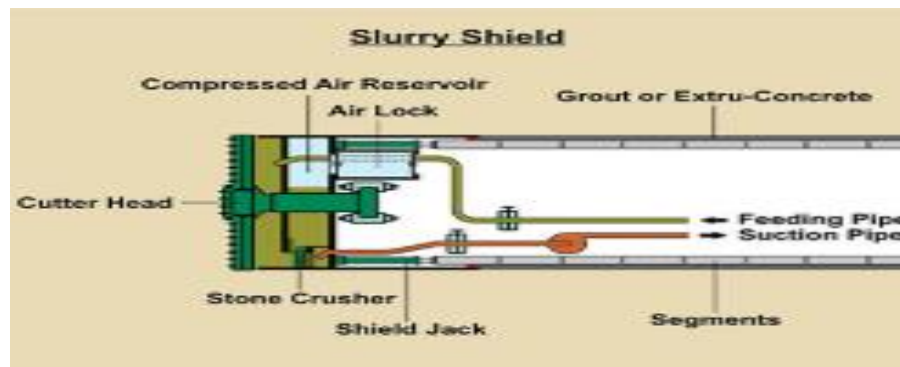 Slurry Shield
Compressed Air Reservoir
Air Lock
Grout or Extru-Concrete
Cutter Head
Feeding Pipe
Suction Pipe
Stone Crusher
Shield Jack
Segments